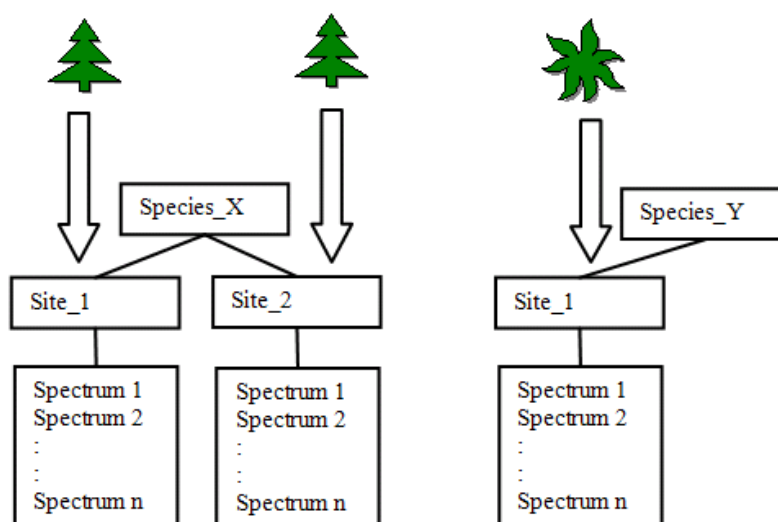 Species_X
Species_Y
Site_1
Site_2
Site_1
Spectrum 1
Spectrum 2
:
:
Spectrum n
Spectrum 1
Spectrum 2
:
:
Spectrum n
Spectrum 1
Spectrum 2
:
:
Spectrum n